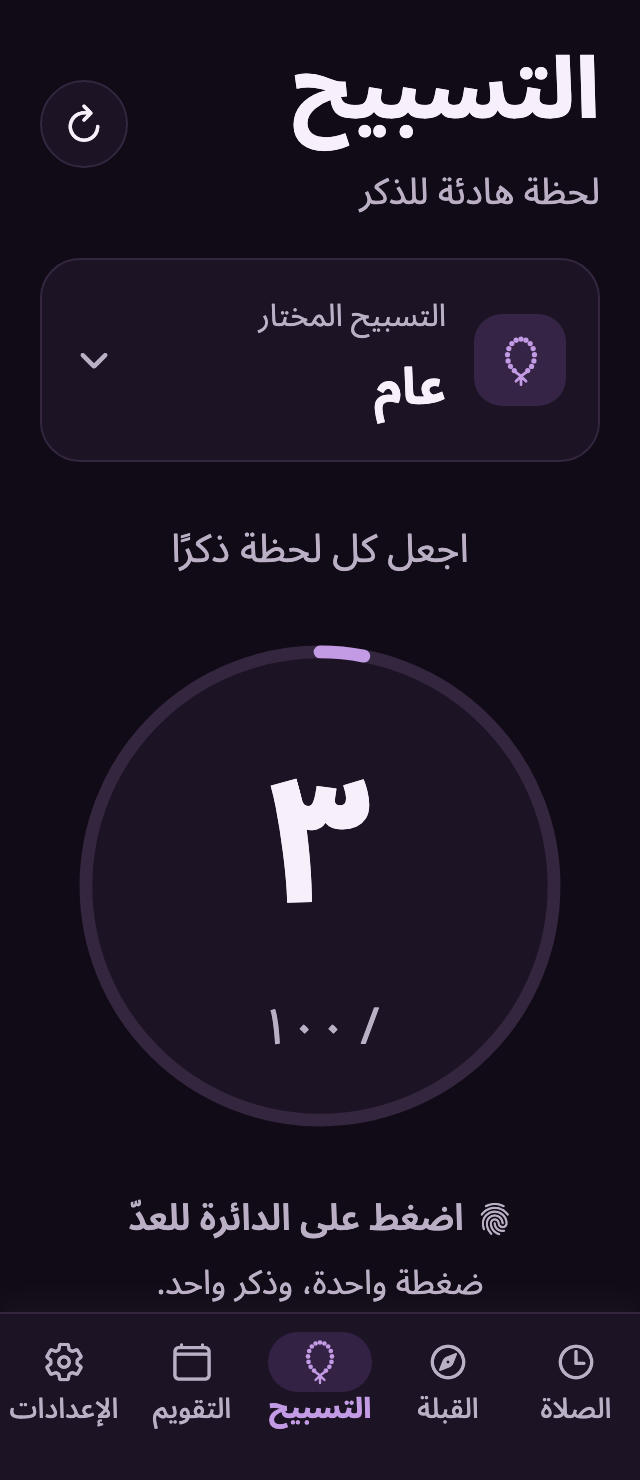 التسبيح
لحظة هادئة للذكر
التسبيح المختار
عام
اجعل كل لحظة ذكرًا
٣
/ ١٠٠
اضغط على الدائرة للعدّ
ضغطة واحدة، وذكر واحد.
الصلاة
القبلة
التسبيح
التقويم
الإعدادات